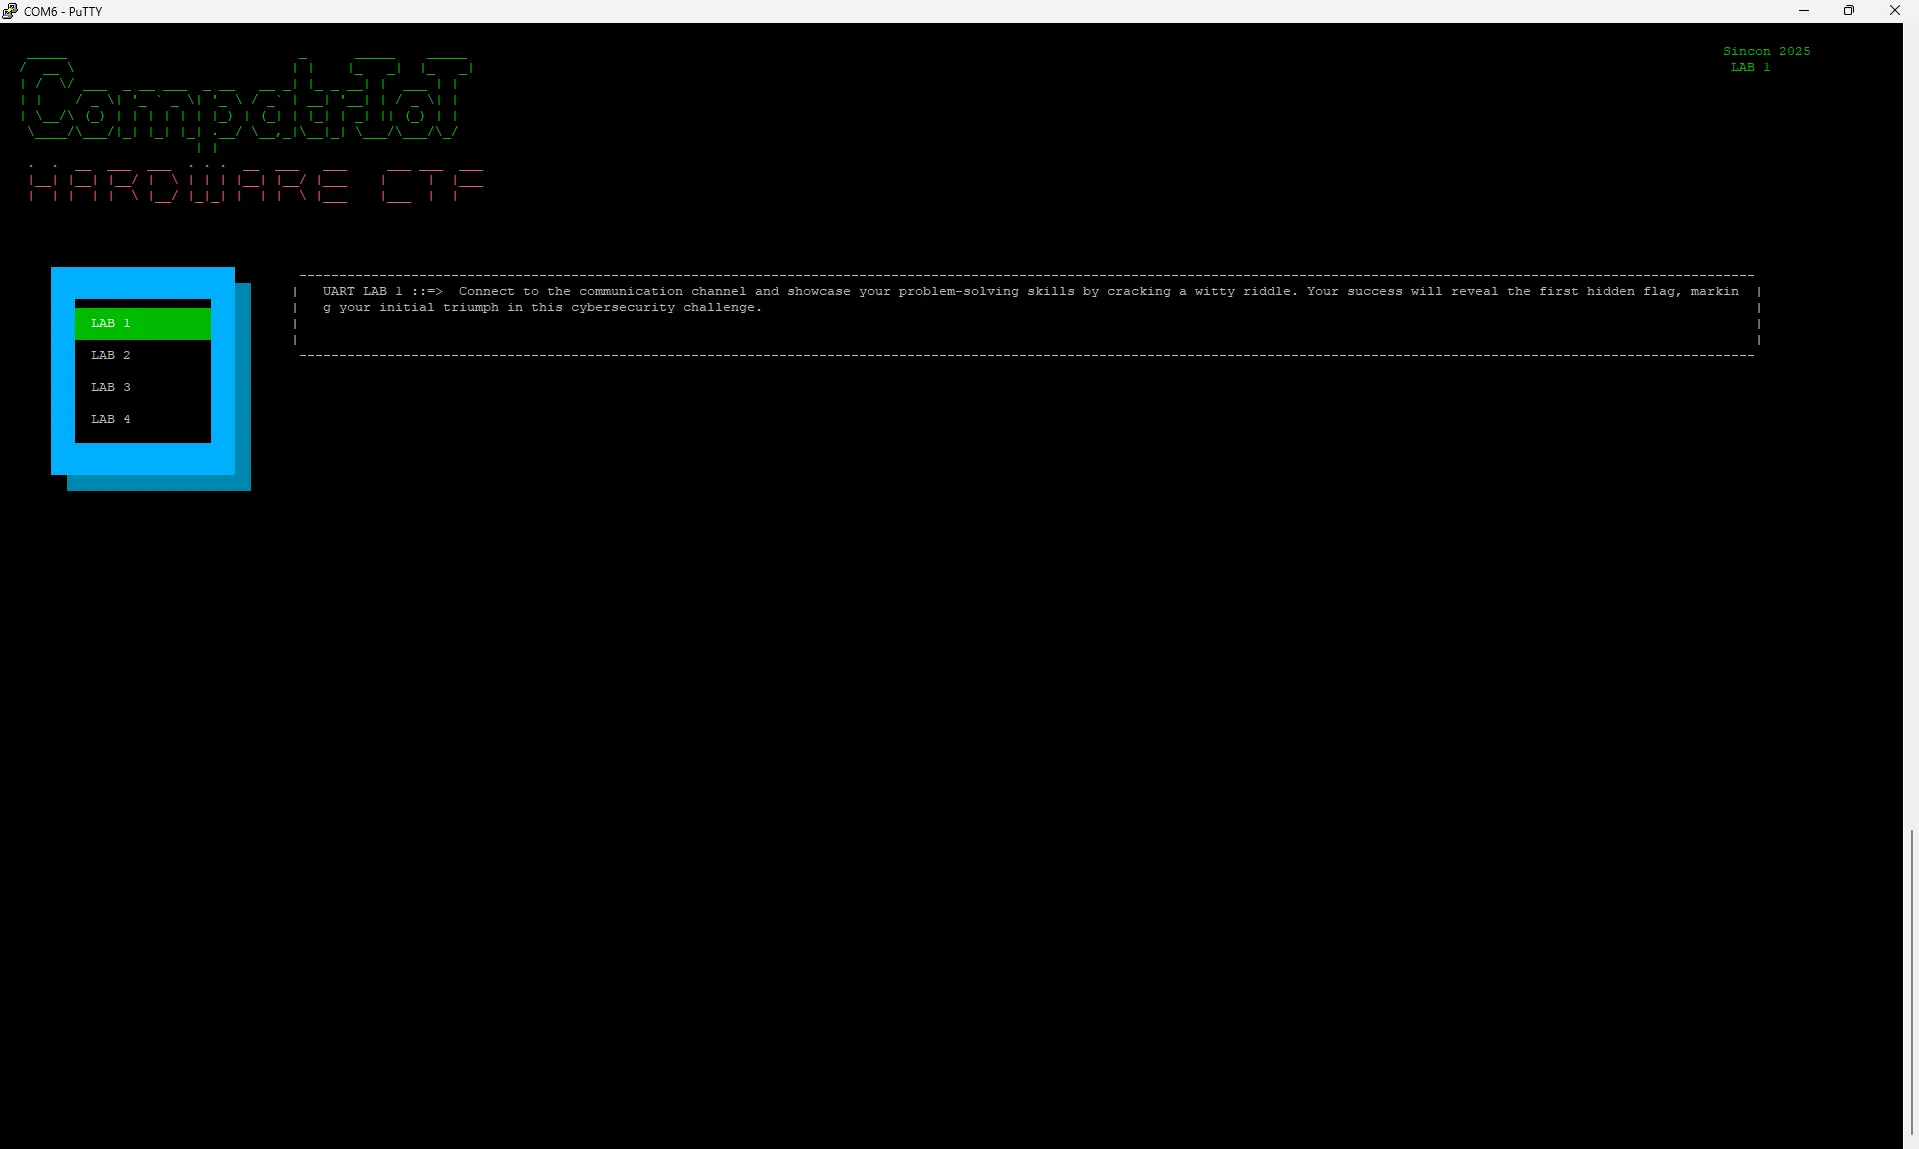 COM6 - PuTTY
Sincon 2025
LAB 1
CompatrIoT
HARDWARE CTF
UART LAB 1 ::=> Connect to the communication channel and showcase your problem-solving skills by cracking a witty riddle. Your success will reveal the first hidden flag, markin
g your initial triumph in this cybersecurity challenge.
LAB 1
LAB 2
LAB 3
LAB 4